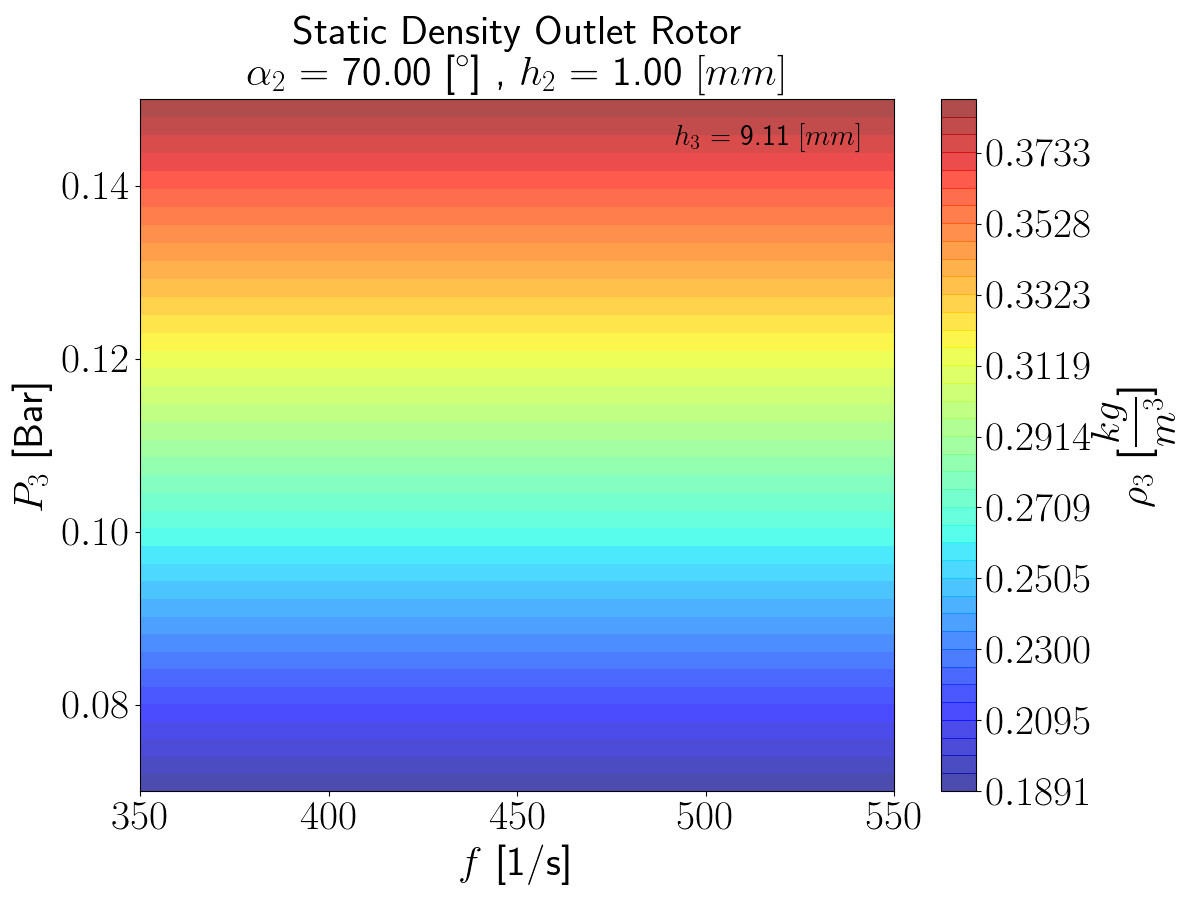 Static Density Outlet Rotor
α₂ = 70.00 [°] , h₂ = 1.00 [mm]
h₃ = 9.11 [mm]
0.14
0.12
0.10
0.08
P₃ [Bar]
350 400 450 500 550
f [1/s]
0.3733
0.3528
0.3323
0.3119
0.2914
0.2709
0.2505
0.2300
0.2095
0.1891
ρ₃ [kg/m³]